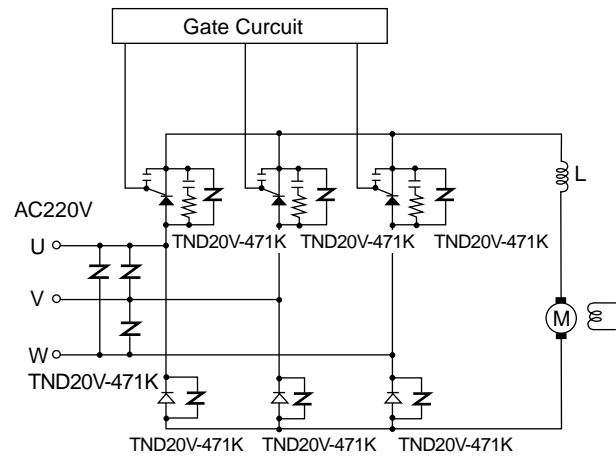 Gate Curcuit
L
AC220V
TND20V-471K TND20V-471K TND20V-471K
U
V
M
W
TND20V-471K
TND20V-471K TND20V-471K TND20V-471K